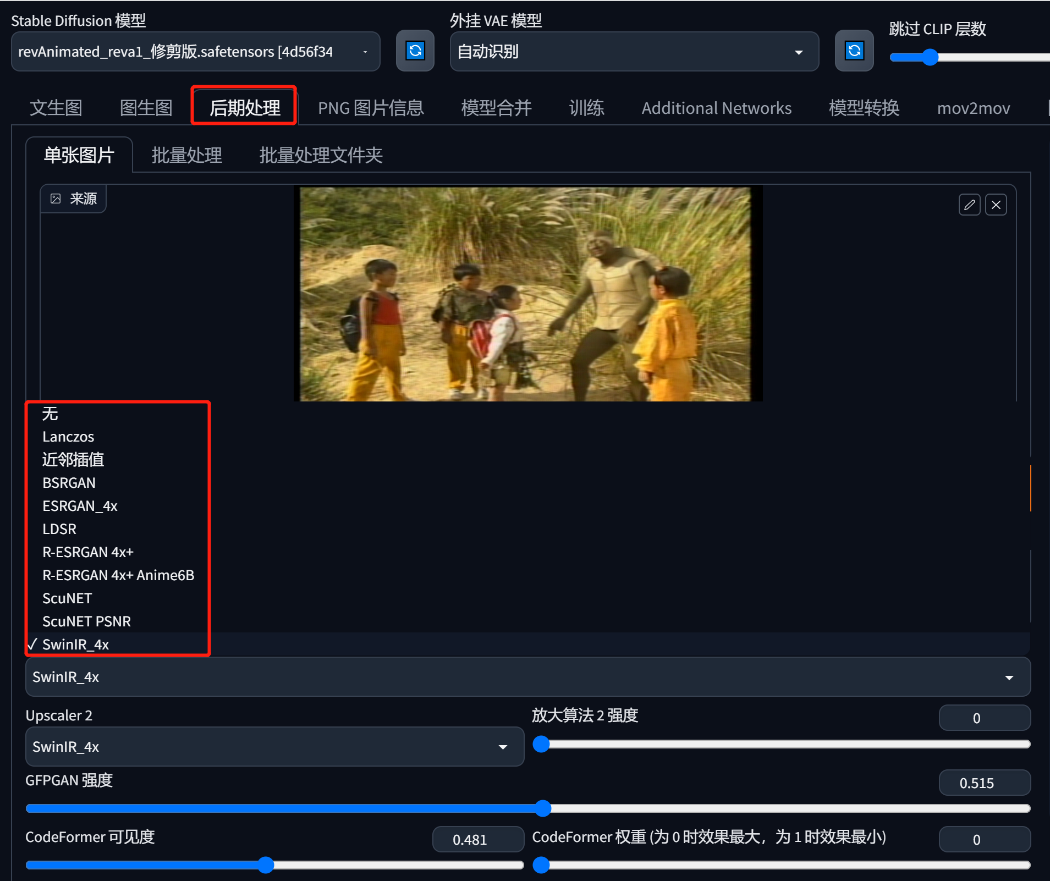 Stable Diffusion 模型
外挂 VAE 模型
跳过 CLIP 层数
revAnimated_reva1_修剪版.safetensors [4d56f34
自动识别
文生图 图生图 后期处理 PNG 图片信息 模型合并 训练 Additional Networks 模型转换 mov2mov
单张图片 批量处理 批量处理文件夹
来源
无
Lanczos
近邻插值
BSRGAN
ESRGAN_4x
LDSR
R-ESRGAN 4x+
R-ESRGAN 4x+ Anime6B
ScuNET
ScuNET PSNR
✓ SwinIR_4x
SwinIR_4x
Upscaler 2
放大算法 2 强度
0
SwinIR_4x
GFPGAN 强度
0.515
CodeFormer 可见度
0.481
CodeFormer 权重 (为 0 时效果最大，为 1 时效果最小)
0